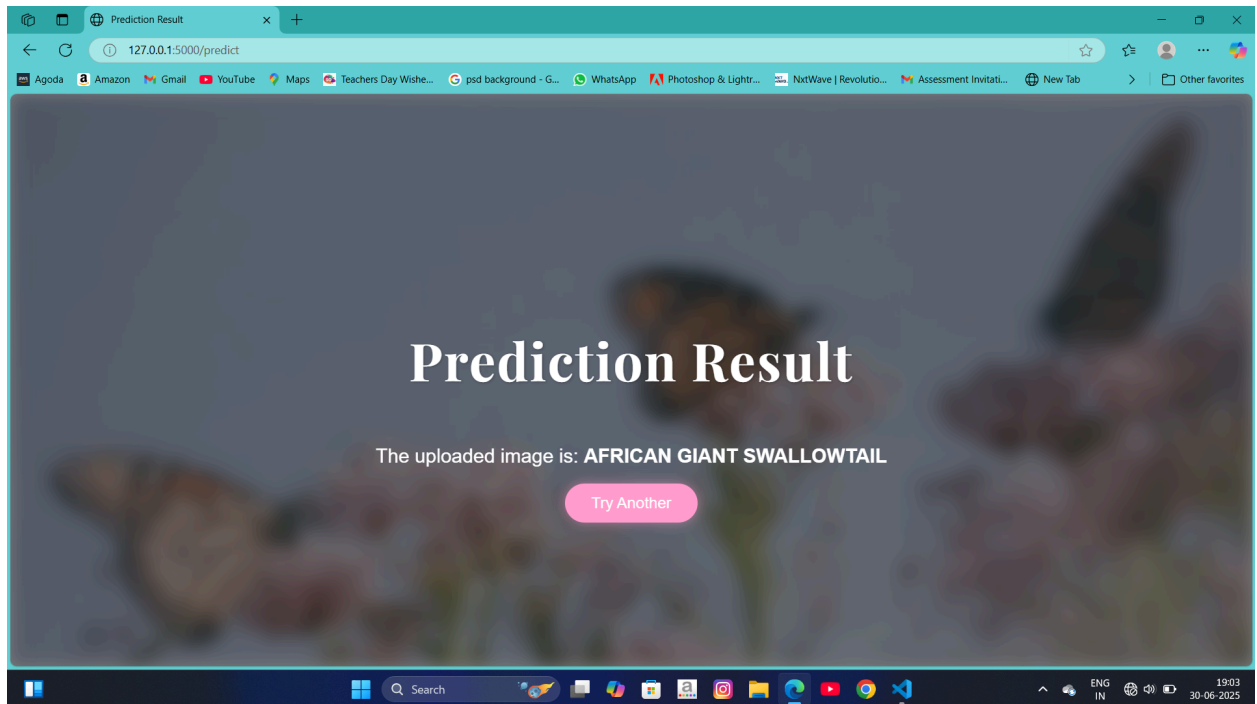 Prediction Result
127.0.0.1:5000/predict
Agoda Amazon Gmail YouTube Maps Teachers Day Wishe... psd background - G... WhatsApp Photoshop & Lightr... NxtWave | Revolutio... Assessment Invitati... New Tab Other favorites
Prediction Result
The uploaded image is: AFRICAN GIANT SWALLOWTAIL
Try Another
Search
ENG
IN
19:03
30-06-2025